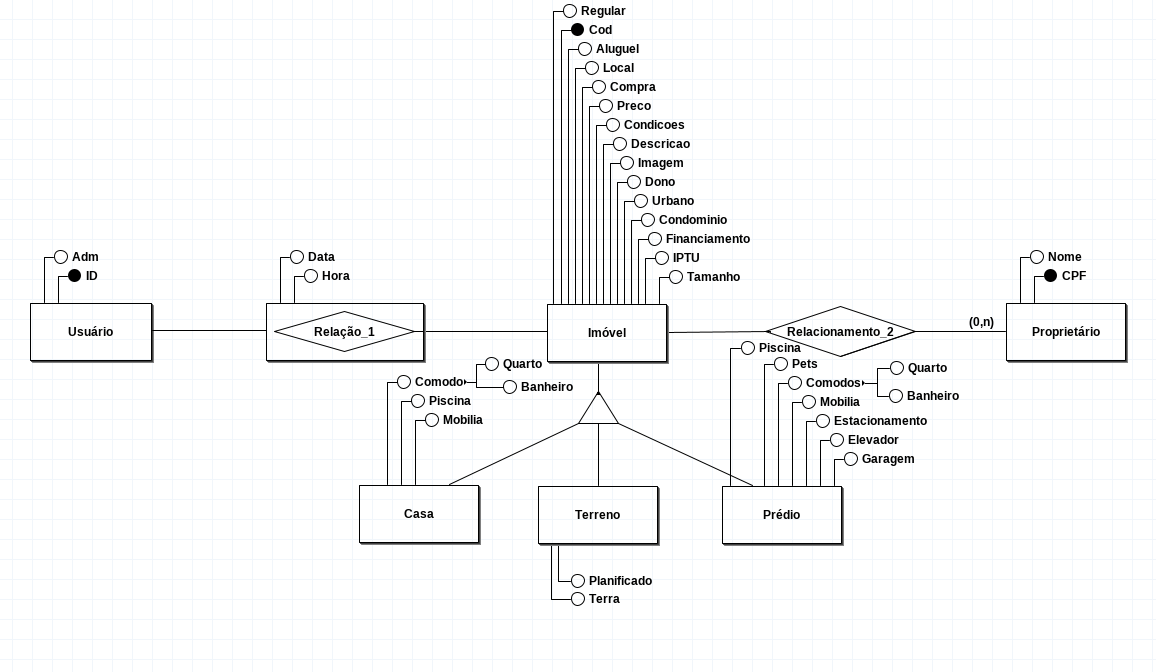 Regular
Cod
Aluguel
Local
Compra
Preco
Condicoes
Descricao
Imagem
Dono
Urbano
Condominio
Financiamento
IPTU
Tamanho
Adm
ID
Usuário
Data
Hora
Relação_1
Imóvel
Relacionamento_2
(0,n)
Nome
CPF
Proprietário
Comodo
Quarto
Banheiro
Piscina
Mobilia
Casa
Terreno
Planificado
Terra
Piscina
Pets
Comodos
Quarto
Banheiro
Mobilia
Estacionamento
Elevador
Garagem
Prédio